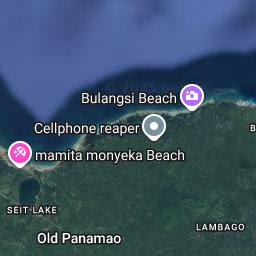 Bulangsi Beach
Cellphone reaper
mamita monyeka Beach
SEIT LAKE
LAMBAGO
Old Panamao